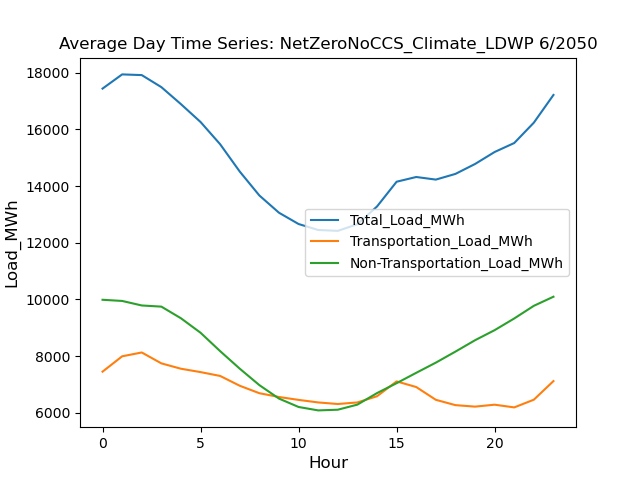 Average Day Time Series: NetZeroNoCCS_Climate_LDWP 6/2050
18000
16000
14000
12000
10000
8000
6000
Load_MWh
Total_Load_MWh
Transportation_Load_MWh
Non-Transportation_Load_MWh
0 5 10 15 20
Hour